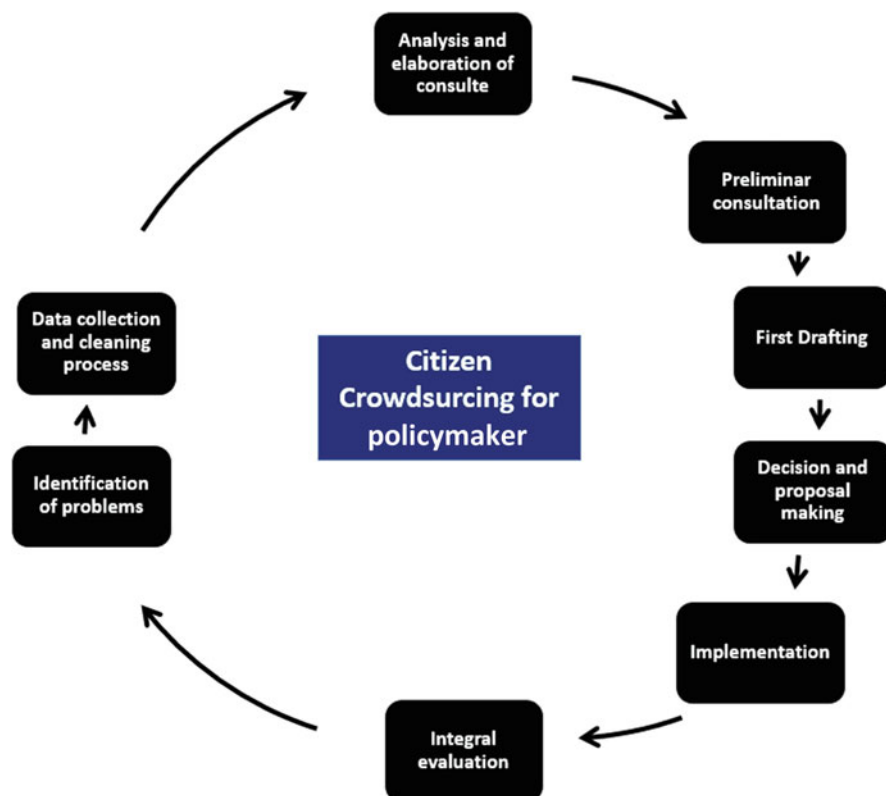 Analysis and
elaboration of
consulte
Preliminar
consultation
First Drafting
Decision and
proposal
making
Implementation
Integral
evaluation
Identification
of problems
Data collection
and cleaning
process
Citizen
Crowdsurcing for
policymaker